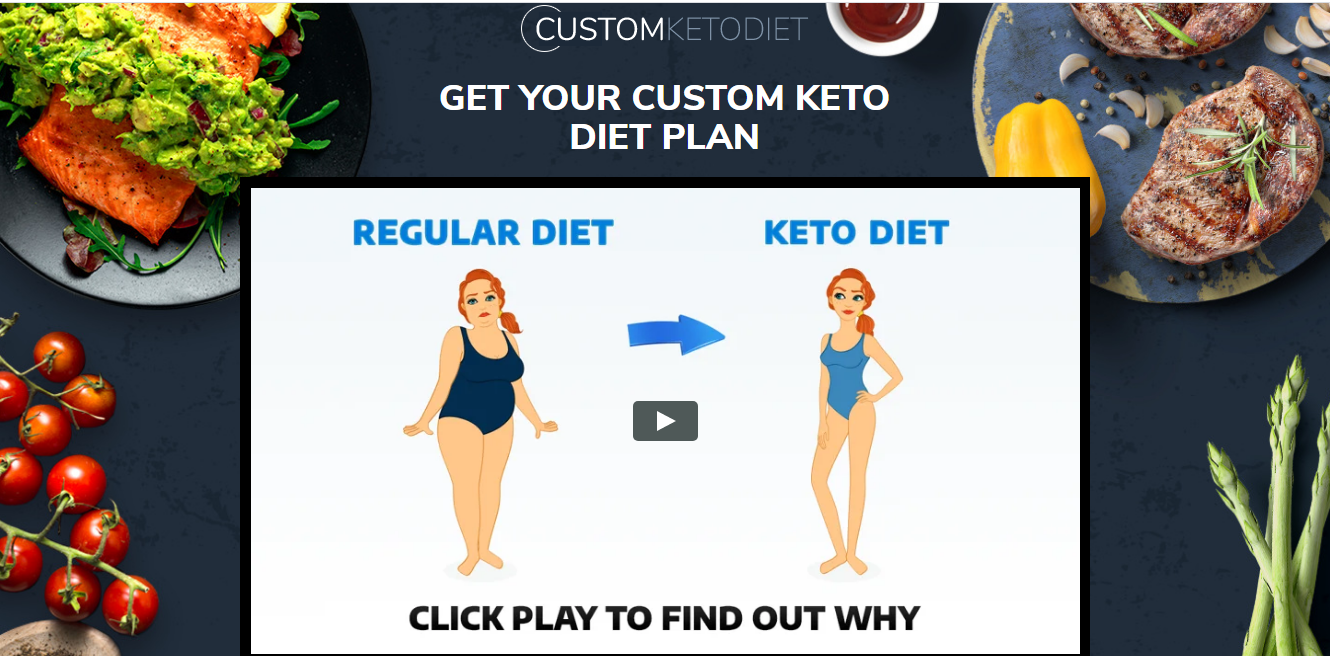 CUSTOMKETODIET
GET YOUR CUSTOM KETO
DIET PLAN
REGULAR DIET
KETO DIET
CLICK PLAY TO FIND OUT WHY